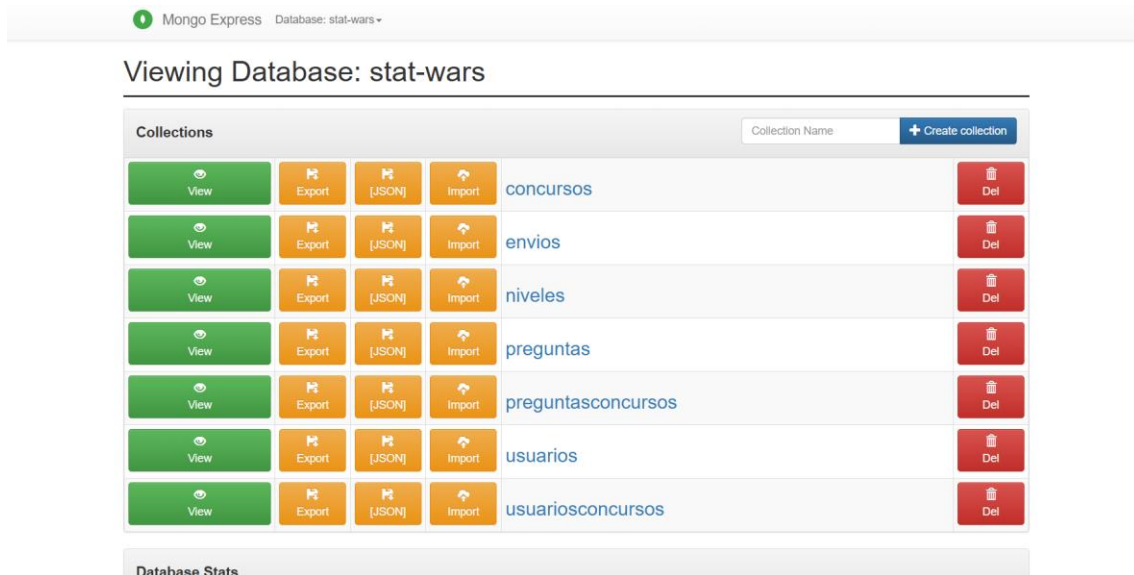 Mongo Express Database: stat-wars
Viewing Database: stat-wars
Collections Collection Name Create collection
View Export [JSON] Import concursos Del
View Export [JSON] Import envios Del
View Export [JSON] Import niveles Del
View Export [JSON] Import preguntas Del
View Export [JSON] Import preguntasconcursos Del
View Export [JSON] Import usuarios Del
View Export [JSON] Import usuariosconcursos Del
Database Stats